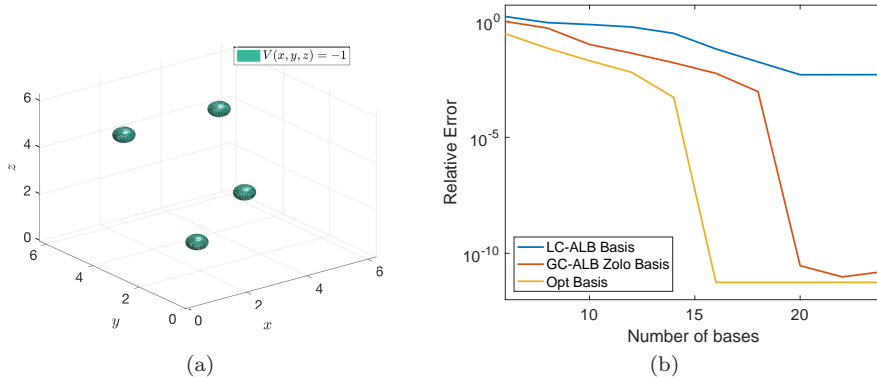 V(x, y, z) = −1
6
4
2
0
z
6
4
2
0
y
0
2
4
6
x
(a)
10^0
10^-5
10^-10
Relative Error
LC-ALB Basis
GC-ALB Zolo Basis
Opt Basis
10
15
20
Number of bases
(b)